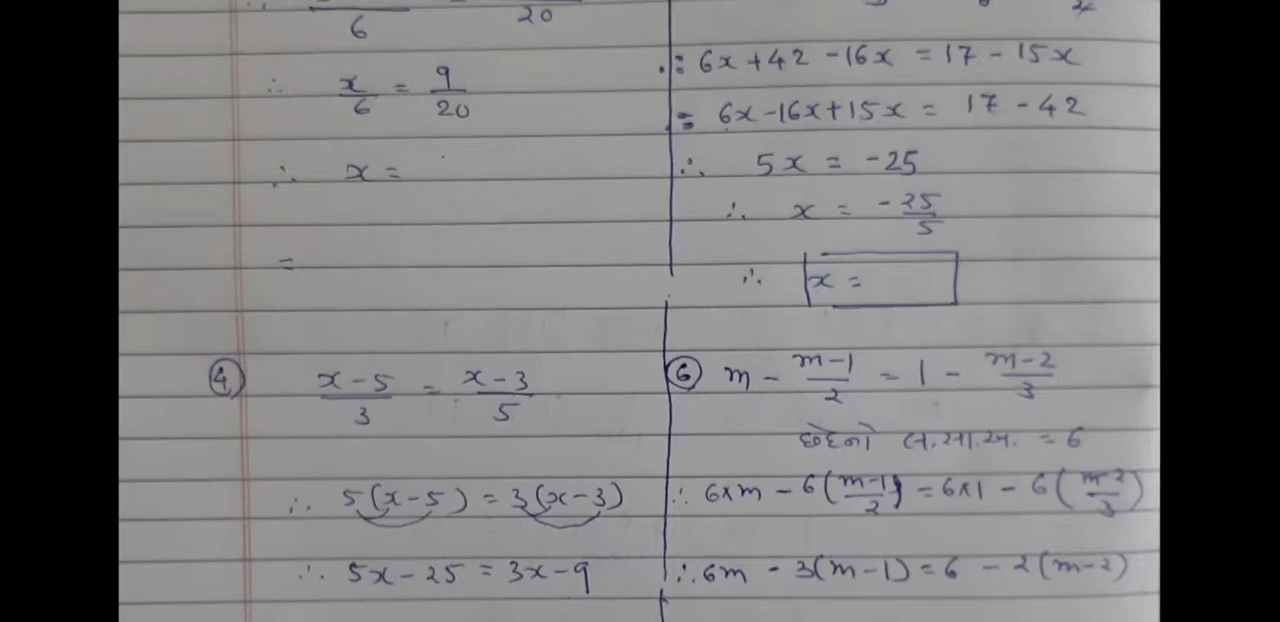 6 20
∴ x/6 = 9/20
∴ x =
=
∴ = 6x + 42 - 16x = 17 - 15x
= 6x - 16x + 15x = 17 - 42
∴ 5x = -25
∴ x = -25/5
∴ x =
④ (x-5)/3 = (x-3)/5
∴ 5(x-5) = 3(x-3)
∴ 5x - 25 = 3x - 9
⑥ m - (m-1)/2 = 1 - (m-2)/3
છેદનો લ.સા.અ. = 6
∴ 6×m - 6((m-1)/2) = 6×1 - 6((m-2)/3)
∴ 6m - 3(m-1) = 6 - 2(m-2)